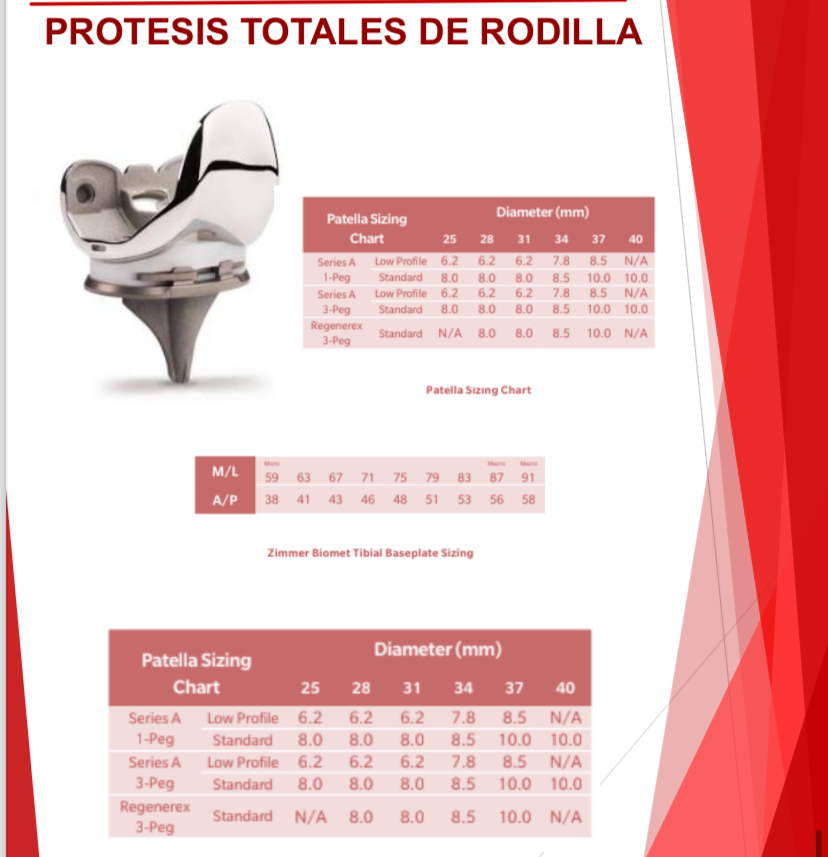 PROTESIS TOTALES DE RODILLA
Patella Sizing Chart Diameter (mm)
25 28 31 34 37 40
Series A 1-Peg Low Profile 6.2 6.2 6.2 7.8 8.5 N/A
Standard 8.0 8.0 8.0 8.5 10.0 10.0
Series A 3-Peg Low Profile 6.2 6.2 6.2 7.8 8.5 N/A
Standard 8.0 8.0 8.0 8.5 10.0 10.0
Regenerex 3-Peg Standard N/A 8.0 8.0 8.5 10.0 N/A
Patella Sizing Chart
Micro Macro Macro
M/L 59 63 67 71 75 79 83 87 91
A/P 38 41 43 46 48 51 53 56 58
Zimmer Biomet Tibial Baseplate Sizing
Patella Sizing Chart Diameter (mm)
25 28 31 34 37 40
Series A 1-Peg Low Profile 6.2 6.2 6.2 7.8 8.5 N/A
Standard 8.0 8.0 8.0 8.5 10.0 10.0
Series A 3-Peg Low Profile 6.2 6.2 6.2 7.8 8.5 N/A
Standard 8.0 8.0 8.0 8.5 10.0 10.0
Regenerex 3-Peg Standard N/A 8.0 8.0 8.5 10.0 N/A